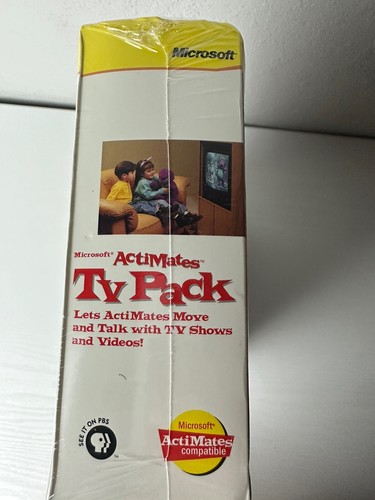 Microsoft
Microsoft® ActiMates™
TV Pack
Lets ActiMates Move
and Talk with TV Shows
and Videos!
SEE IT ON PBS
™
Microsoft®
ActiMates
compatible